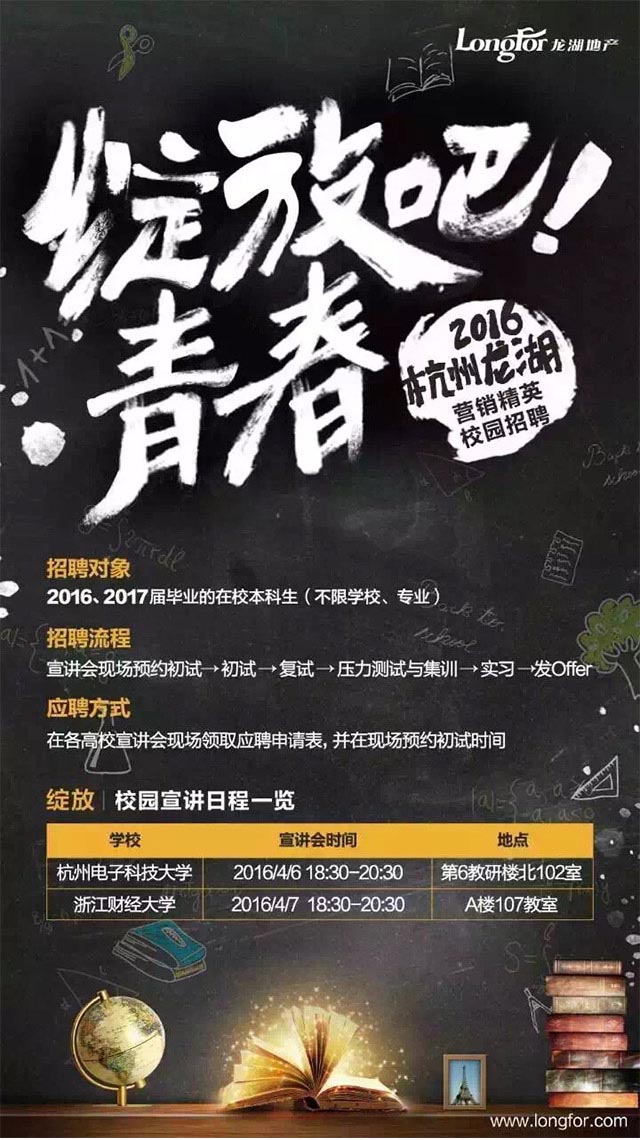 LongFor 龙湖地产
绽放吧!
青春
2016
杭州龙湖
营销精英
校园招聘
1+1=
Back to
school
招聘对象
2016、2017届毕业的在校本科生（不限学校、专业）
招聘流程
宣讲会现场预约初试→初试→复试→压力测试与集训→实习→发Offer
应聘方式
在各高校宣讲会现场领取应聘申请表,并在现场预约初试时间
绽放 | 校园宣讲日程一览
学校 宣讲会时间 地点
杭州电子科技大学 2016/4/6 18:30-20:30 第6教研楼北102室
浙江财经大学 2016/4/7 18:30-20:30 A楼107教室
www.longfor.com